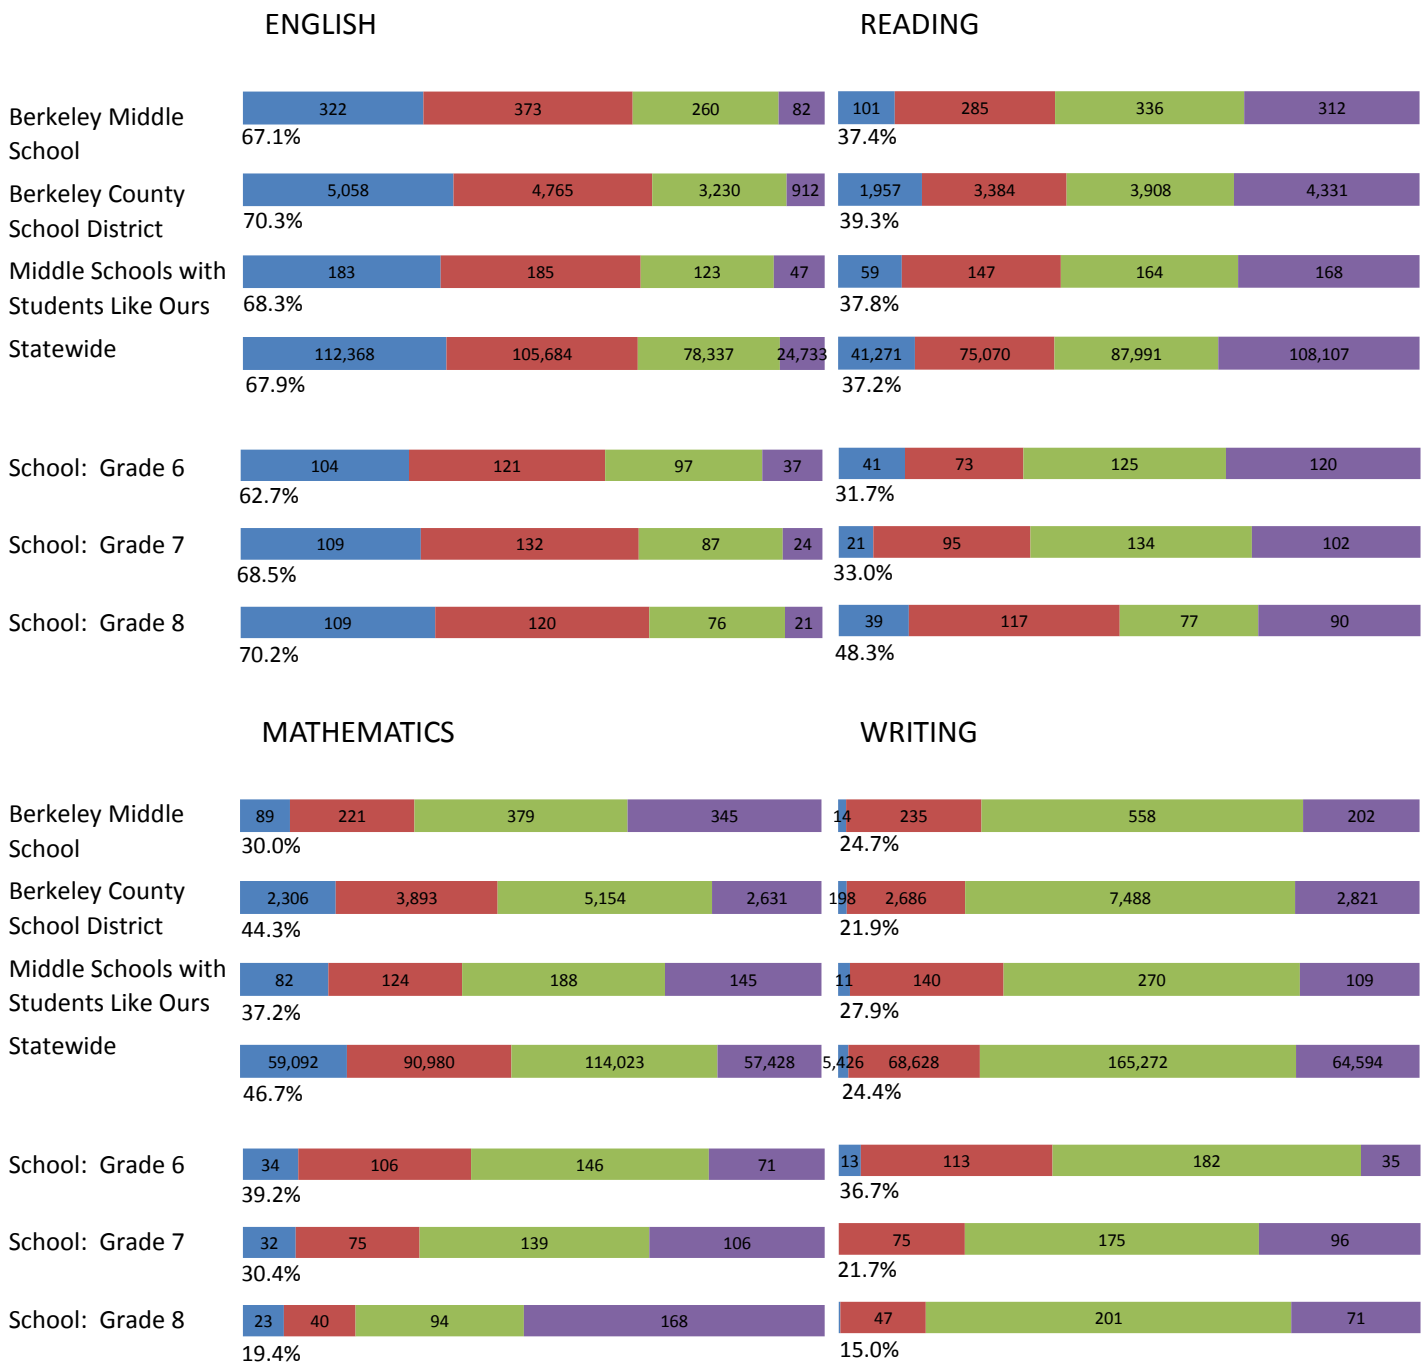 ENGLISH READING
Berkeley Middle School
322 373 260 82
67.1%
101 285 336 312
37.4%
Berkeley County School District
5,058 4,765 3,230 912
70.3%
1,957 3,384 3,908 4,331
39.3%
Middle Schools with Students Like Ours
183 185 123 47
68.3%
59 147 164 168
37.8%
Statewide
112,368 105,684 78,337 24,733
67.9%
41,271 75,070 87,991 108,107
37.2%
School: Grade 6
104 121 97 37
62.7%
41 73 125 120
31.7%
School: Grade 7
109 132 87 24
68.5%
21 95 134 102
33.0%
School: Grade 8
109 120 76 21
70.2%
39 117 77 90
48.3%
MATHEMATICS WRITING
Berkeley Middle School
89 221 379 345
30.0%
14 235 558 202
24.7%
Berkeley County School District
2,306 3,893 5,154 2,631
44.3%
198 2,686 7,488 2,821
21.9%
Middle Schools with Students Like Ours
82 124 188 145
37.2%
11 140 270 109
27.9%
Statewide
59,092 90,980 114,023 57,428
46.7%
5,426 68,628 165,272 64,594
24.4%
School: Grade 6
34 106 146 71
39.2%
13 113 182 35
36.7%
School: Grade 7
32 75 139 106
30.4%
75 175 96
21.7%
School: Grade 8
23 40 94 168
19.4%
47 201 71
15.0%